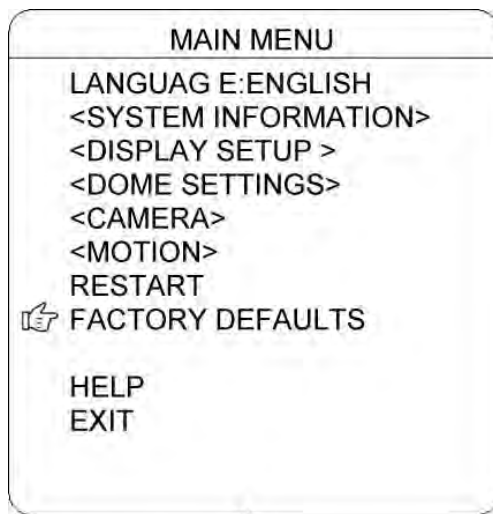 MAIN MENU
LANGUAG E:ENGLISH
<SYSTEM INFORMATION>
<DISPLAY SETUP >
<DOME SETTINGS>
<CAMERA>
<MOTION>
RESTART
FACTORY DEFAULTS
HELP
EXIT